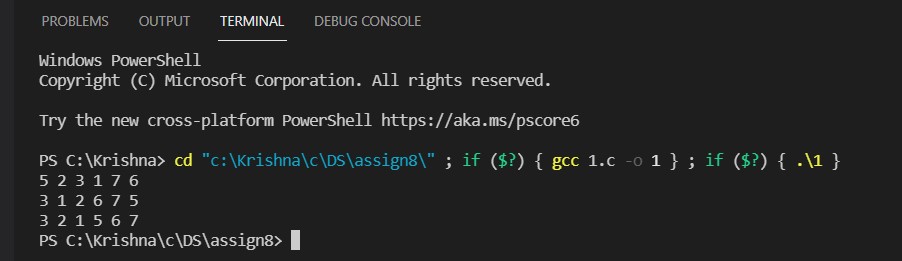 PROBLEMS OUTPUT TERMINAL DEBUG CONSOLE
Windows PowerShell
Copyright (C) Microsoft Corporation. All rights reserved.
Try the new cross-platform PowerShell https://aka.ms/pscore6
PS C:\Krishna> cd "c:\Krishna\c\DS\assign8\" ; if ($?) { gcc 1.c -o 1 } ; if ($?) { .\1 }
5 2 3 1 7 6
3 1 2 6 7 5
3 2 1 5 6 7
PS C:\Krishna\c\DS\assign8>